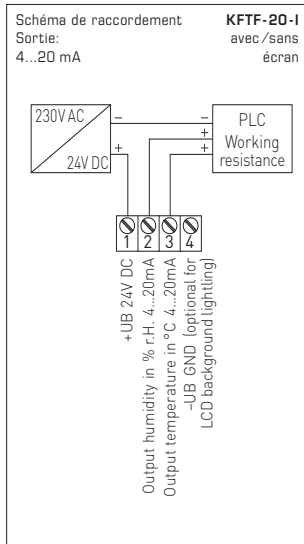 Schéma de raccordement KFTF-20-I
Sortie: avec/sans
4...20 mA écran
230V AC
24V DC
–
+
–
+
+
PLC
Working
resistance
1 2 3 4
+UB 24V DC
Output humidity in % r.H. 4...20mA
Output temperature in °C 4...20mA
–UB GND (optional for
LCD background lightling)